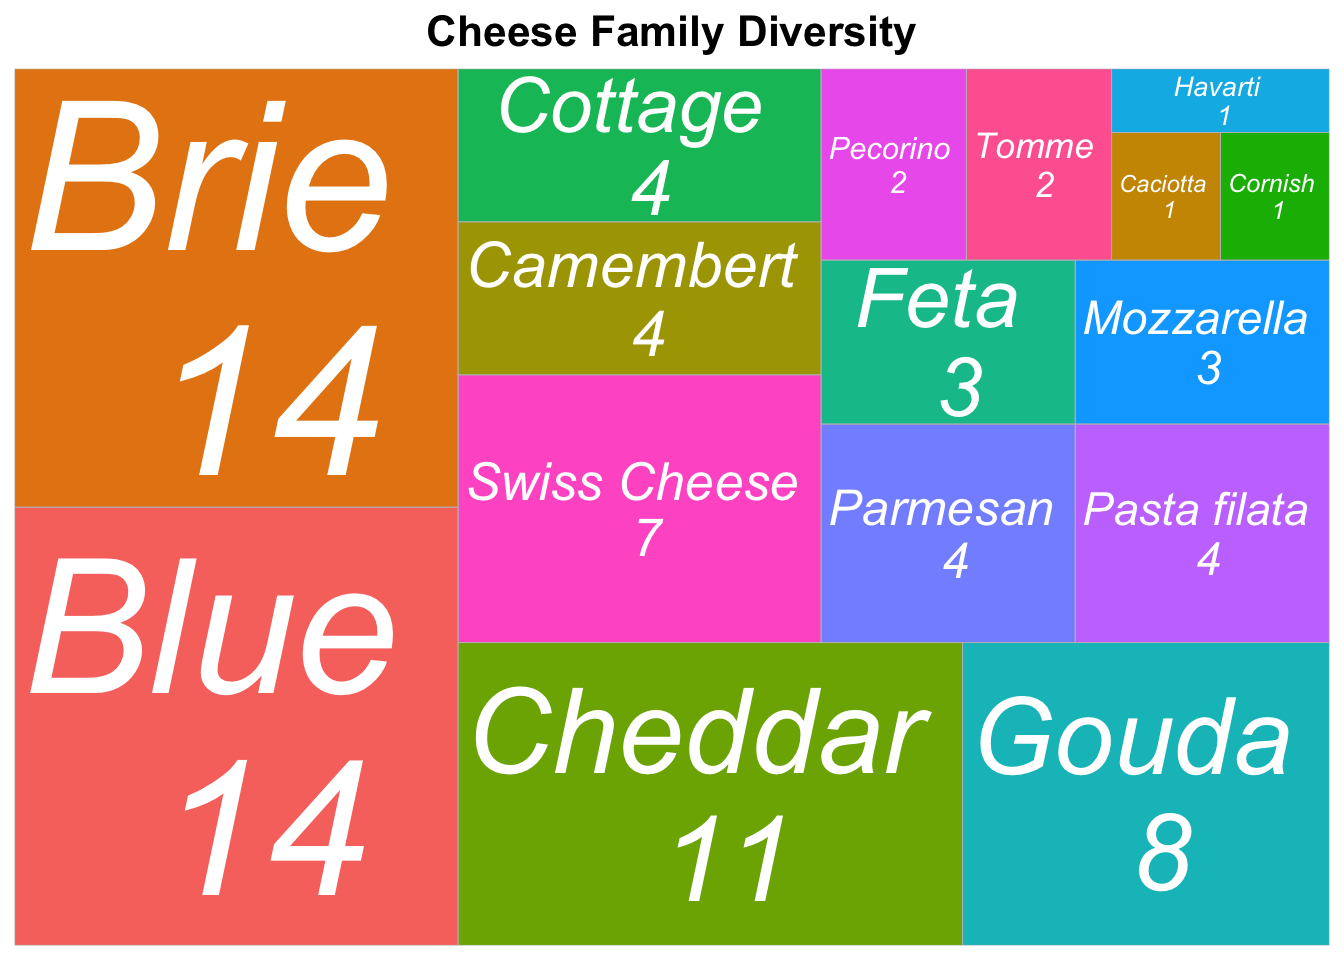 Cheese Family Diversity
Brie
14
Blue
14
Cottage
4
Camembert
4
Swiss Cheese
7
Cheddar
11
Gouda
8
Pecorino
2
Tomme
2
Havarti
1
Caciotta
1
Cornish
1
Feta
3
Mozzarella
3
Parmesan
4
Pasta filata
4